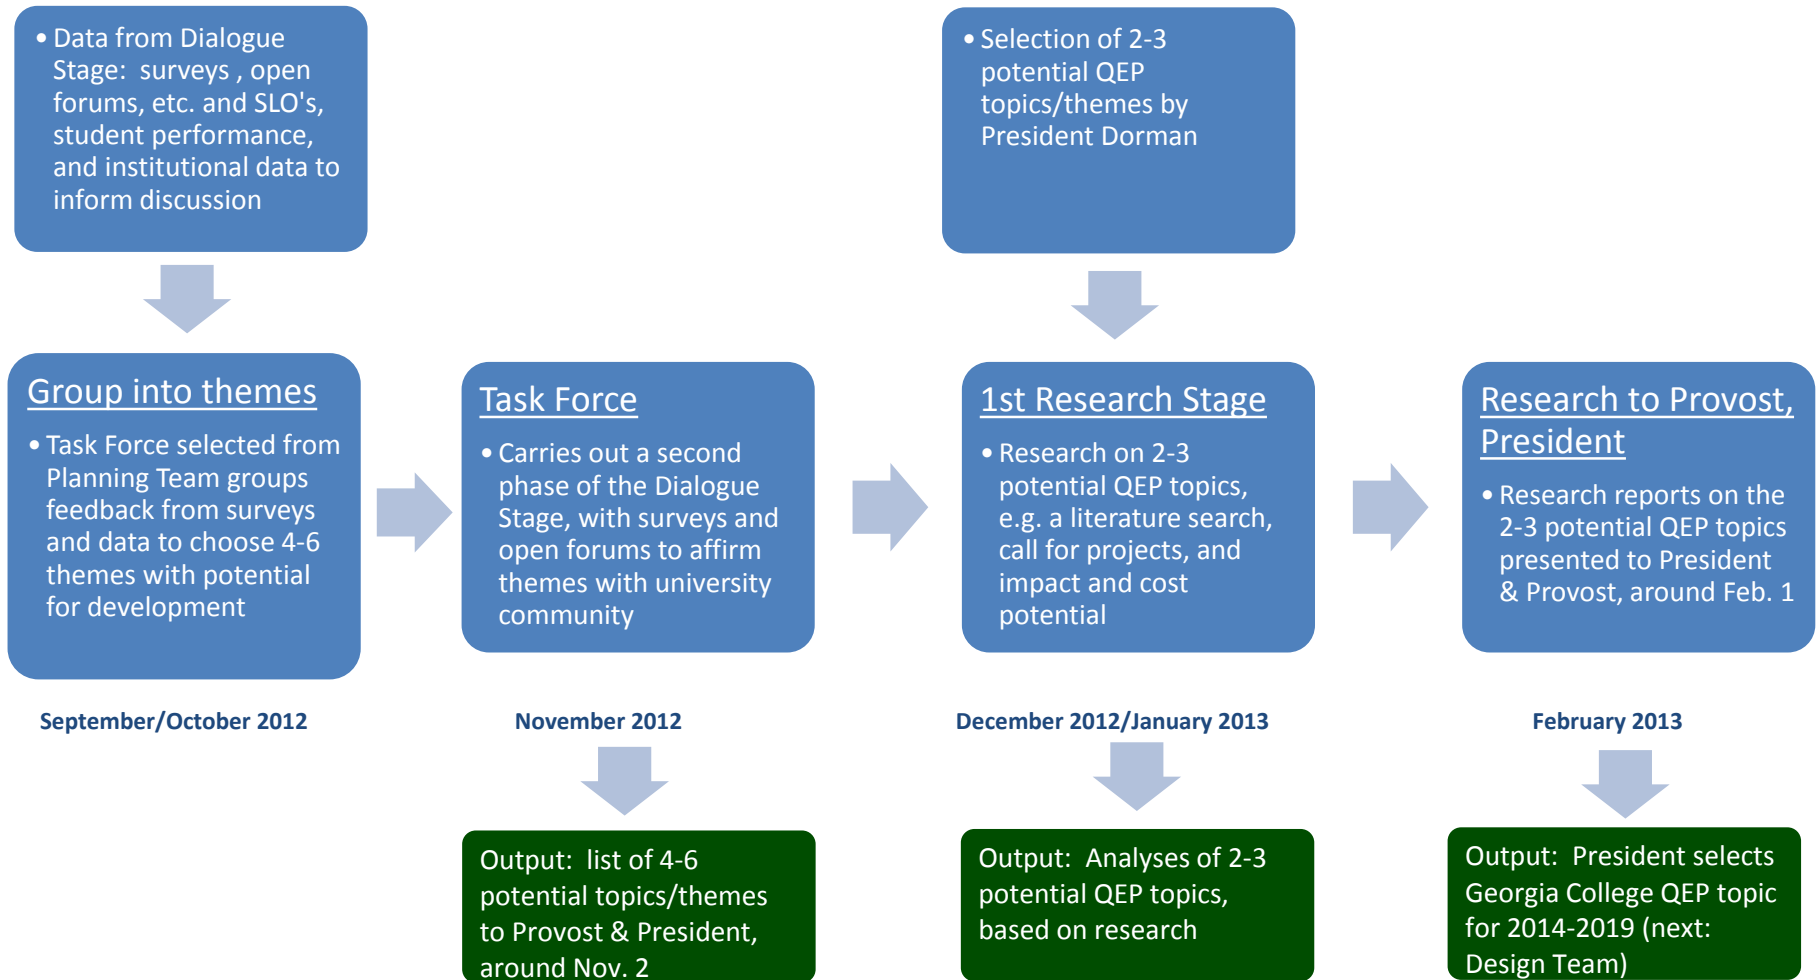 • Data from Dialogue
Stage:  surveys , open
forums, etc. and SLO's,
student performance,
and institutional data to
inform discussion
• Selection of 2-3
potential QEP
topics/themes by
President Dorman
Group into themes
• Task Force selected from
Planning Team groups
feedback from surveys
and data to choose 4-6
themes with potential
for development
Task Force
• Carries out a second
phase of the Dialogue
Stage, with surveys and
open forums to affirm
themes with university
community
1st Research Stage
• Research on 2-3
potential QEP topics,
e.g. a literature search,
call for projects, and
impact and cost
potential
Research to Provost,
President
• Research reports on the
2-3 potential QEP topics
presented to President
& Provost, around Feb. 1
September/October 2012
November 2012
December 2012/January 2013
February 2013
Output:  list of 4-6
potential topics/themes
to Provost & President,
around Nov. 2
Output:  Analyses of 2-3
potential QEP topics,
based on research
Output:  President selects
Georgia College QEP topic
for 2014-2019 (next:
Design Team)